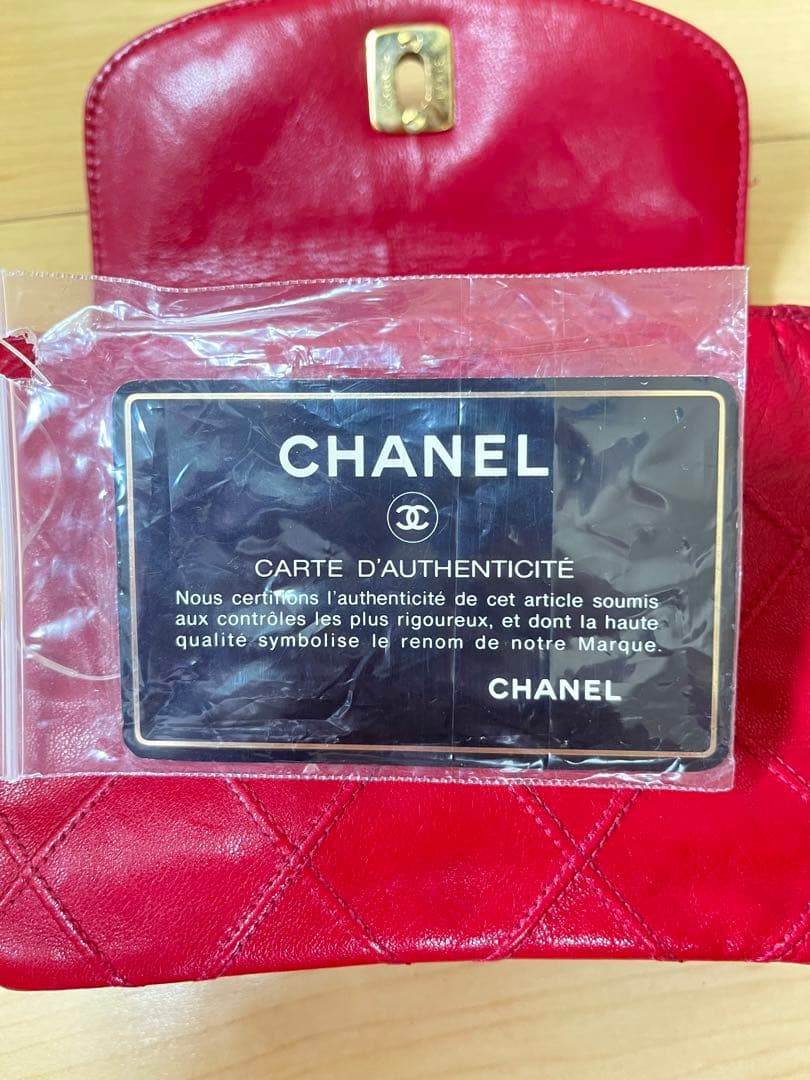 CHANEL
CARTE D'AUTHENTICITÉ
Nous certifions l'authenticité de cet article soumis
aux contrôles les plus rigoureux, et dont la haute
qualité symbolise le renom de notre Marque.
CHANEL